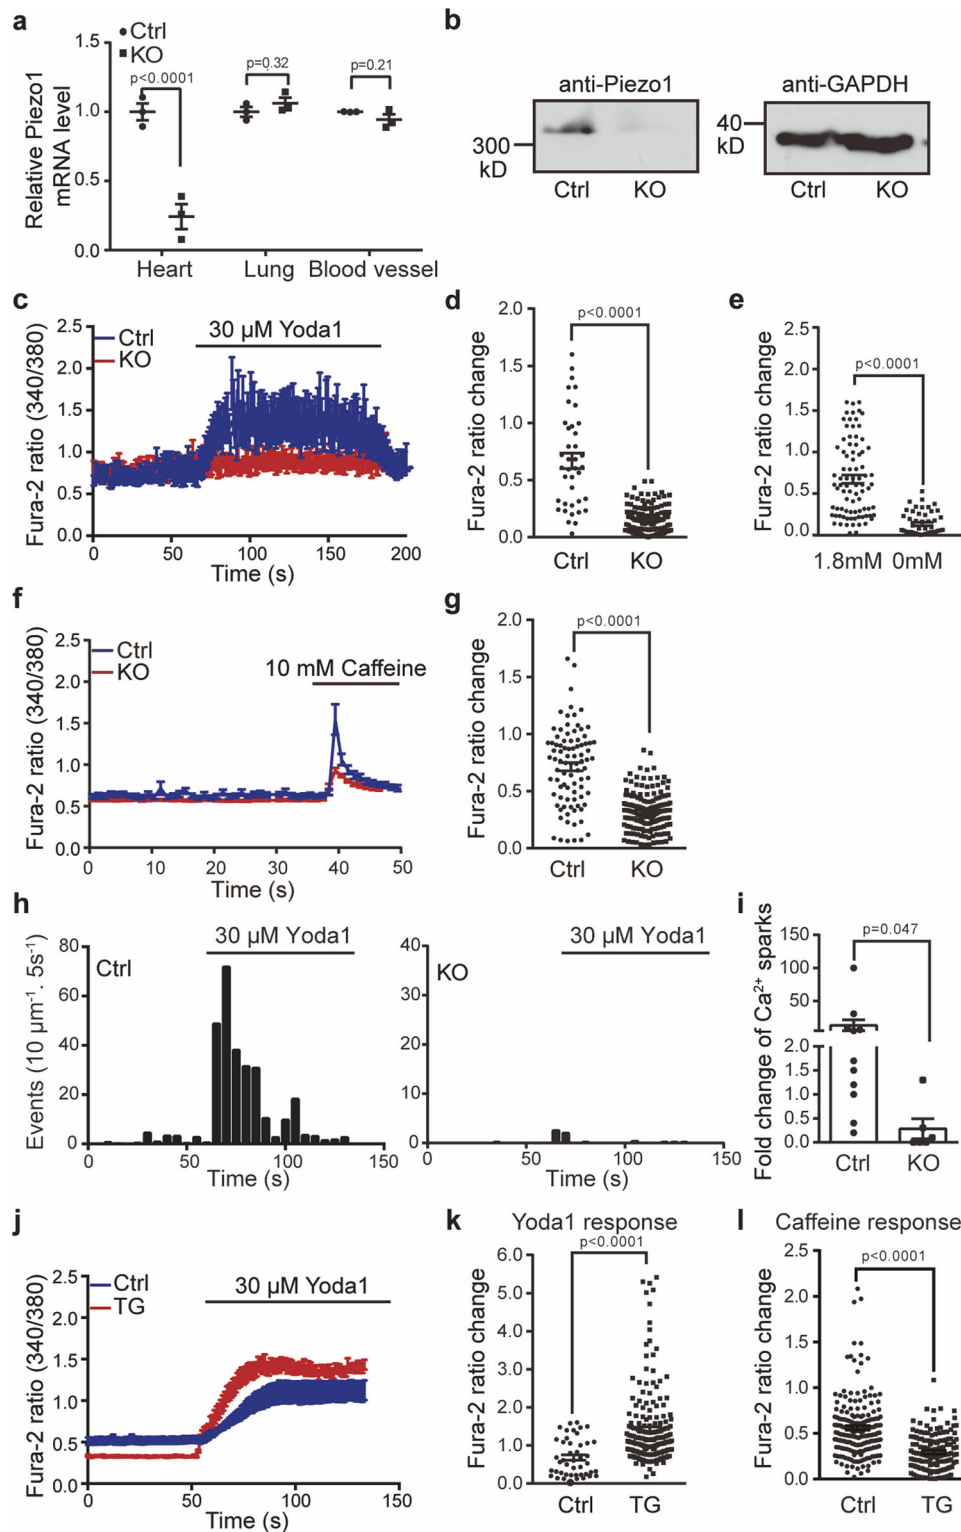 a
Ctrl
KO
1.5
1.0
0.5
0.0
Relative Piezo1
mRNA level
p<0.0001
p=0.32
p=0.21
Heart
Lung
Blood vessel
b
anti-Piezo1
anti-GAPDH
300
kD
40
kD
Ctrl
KO
Ctrl
KO
c
Ctrl
KO
30 µM Yoda1
Fura-2 ratio (340/380)
2.5
2.0
1.5
1.0
0.5
0.0
0
50
100
150
200
Time (s)
d
Fura-2 ratio change
2.0
1.5
1.0
0.5
0.0
p<0.0001
Ctrl
KO
e
Fura-2 ratio change
2.5
2.0
1.5
1.0
0.5
0.0
p<0.0001
1.8mM
0mM
f
Ctrl
KO
10 mM Caffeine
Fura-2 ratio (340/380)
2.5
2.0
1.5
1.0
0.5
0.0
0
10
20
30
40
50
Time (s)
g
Fura-2 ratio change
2.0
1.5
1.0
0.5
0.0
p<0.0001
Ctrl
KO
h
30 µM Yoda1
Ctrl
Events (10 µm⁻¹. 5s⁻¹)
80
60
40
20
0
0
50
100
150
Time (s)
30 µM Yoda1
KO
40
30
20
10
0
0
50
100
150
Time (s)
i
Fold change of Ca²⁺ sparks
p=0.047
150
100
50
2.0
1.5
1.0
0.5
0.0
Ctrl
KO
j
Ctrl
TG
30 µM Yoda1
Fura-2 ratio (340/380)
2.5
2.0
1.5
1.0
0.5
0.0
0
50
100
150
Time (s)
k
Yoda1 response
p<0.0001
Fura-2 ratio change
6.0
5.0
4.0
3.0
2.0
1.0
0.0
Ctrl
TG
l
Caffeine response
p<0.0001
Fura-2 ratio change
2.5
2.0
1.5
1.0
0.5
0.0
Ctrl
TG